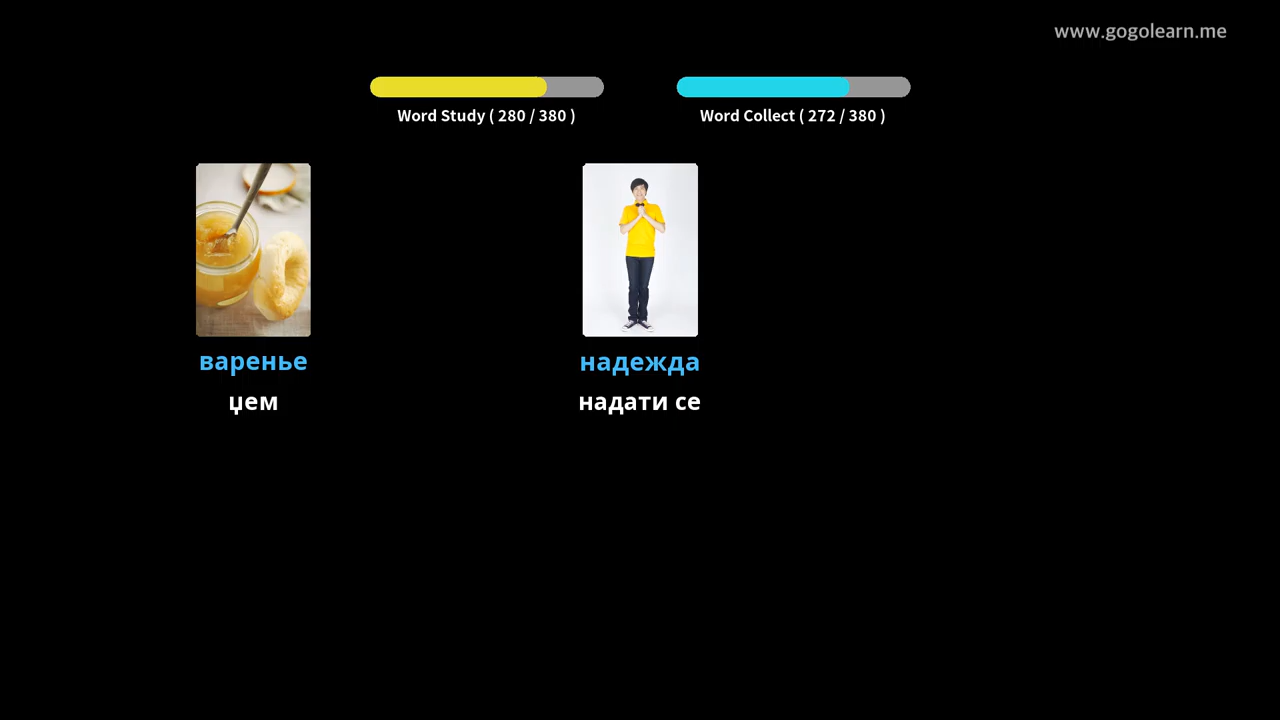 www.gogolearn.me
Word Study ( 280 / 380 )
Word Collect ( 272 / 380 )
варенье
џем
надежда
надати се